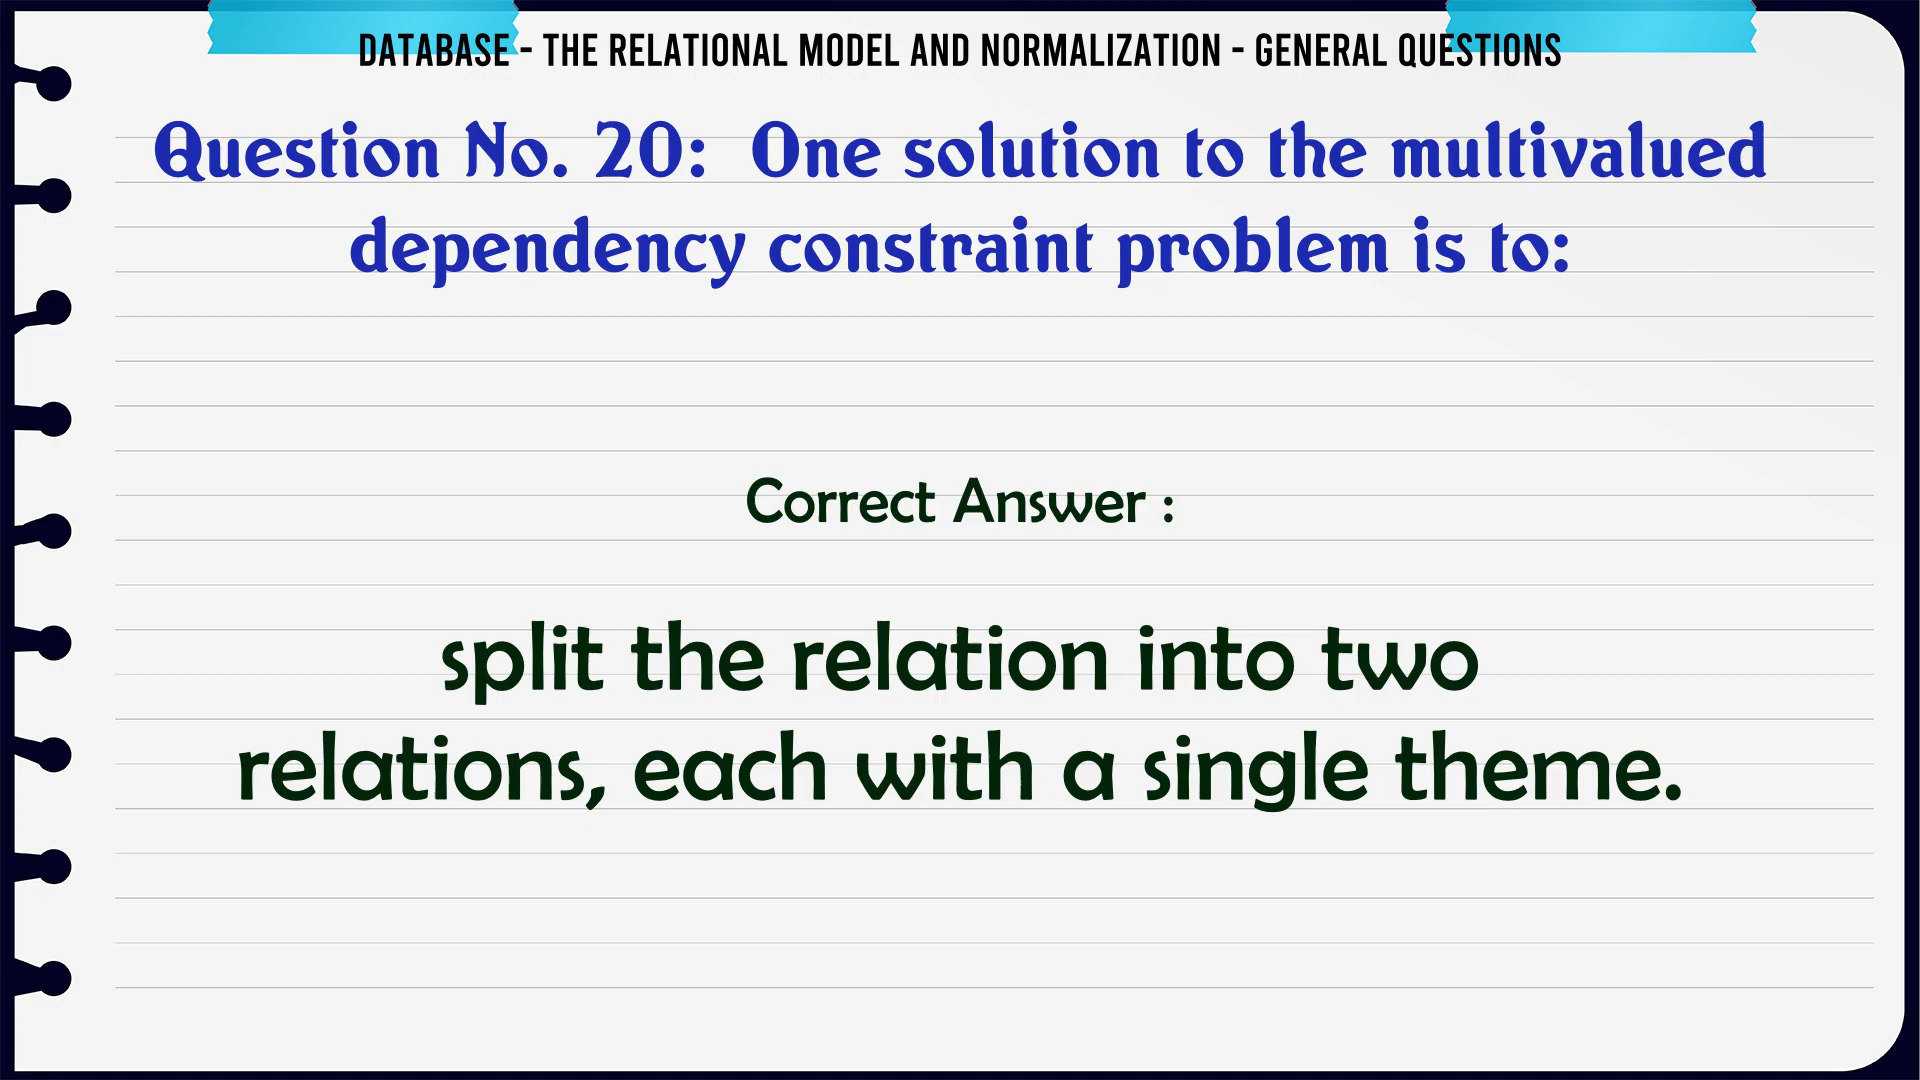 DATABASE - THE RELATIONAL MODEL AND NORMALIZATION - GENERAL QUESTIONS
Question No. 20: One solution to the multivalued
dependency constraint problem is to:
Correct Answer :
split the relation into two
relations, each with a single theme.